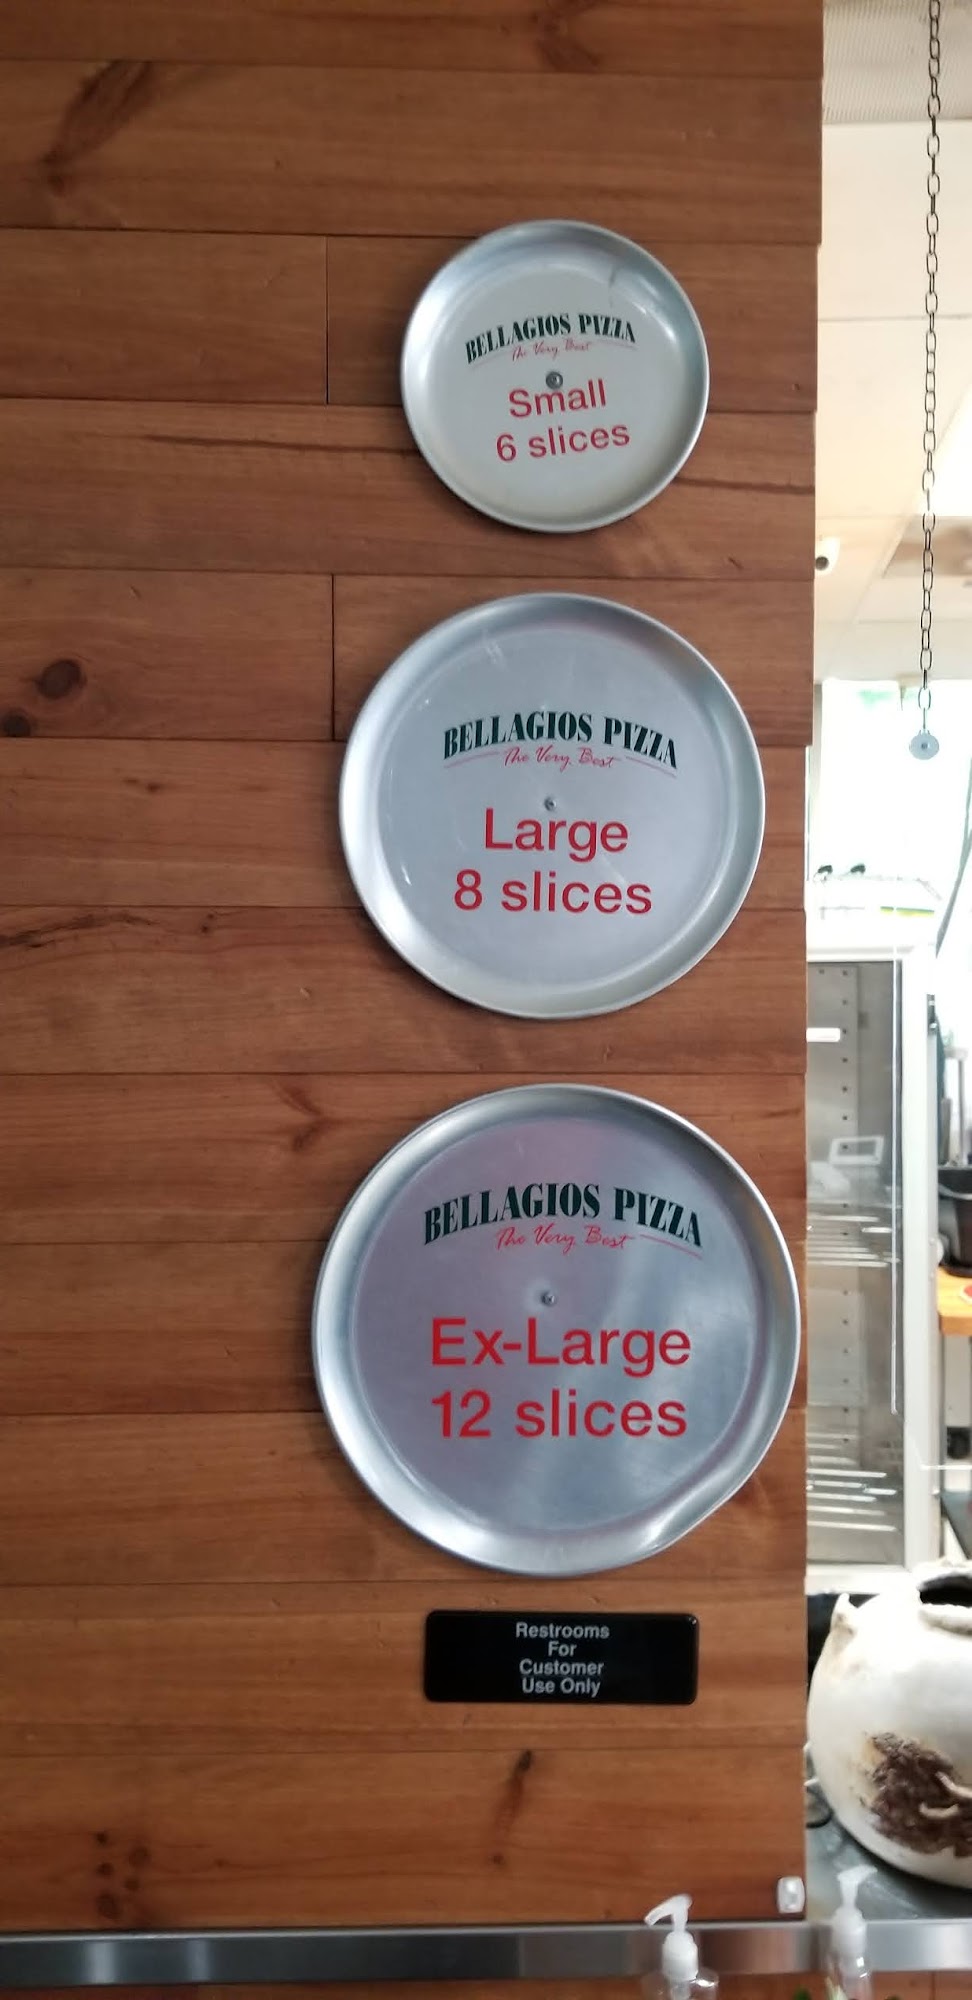 BELLAGIOS PIZZA
The Very Best
Small
6 slices
BELLAGIOS PIZZA
The Very Best
Large
8 slices
BELLAGIOS PIZZA
The Very Best
Ex-Large
12 slices
Restrooms
For
Customer
Use Only